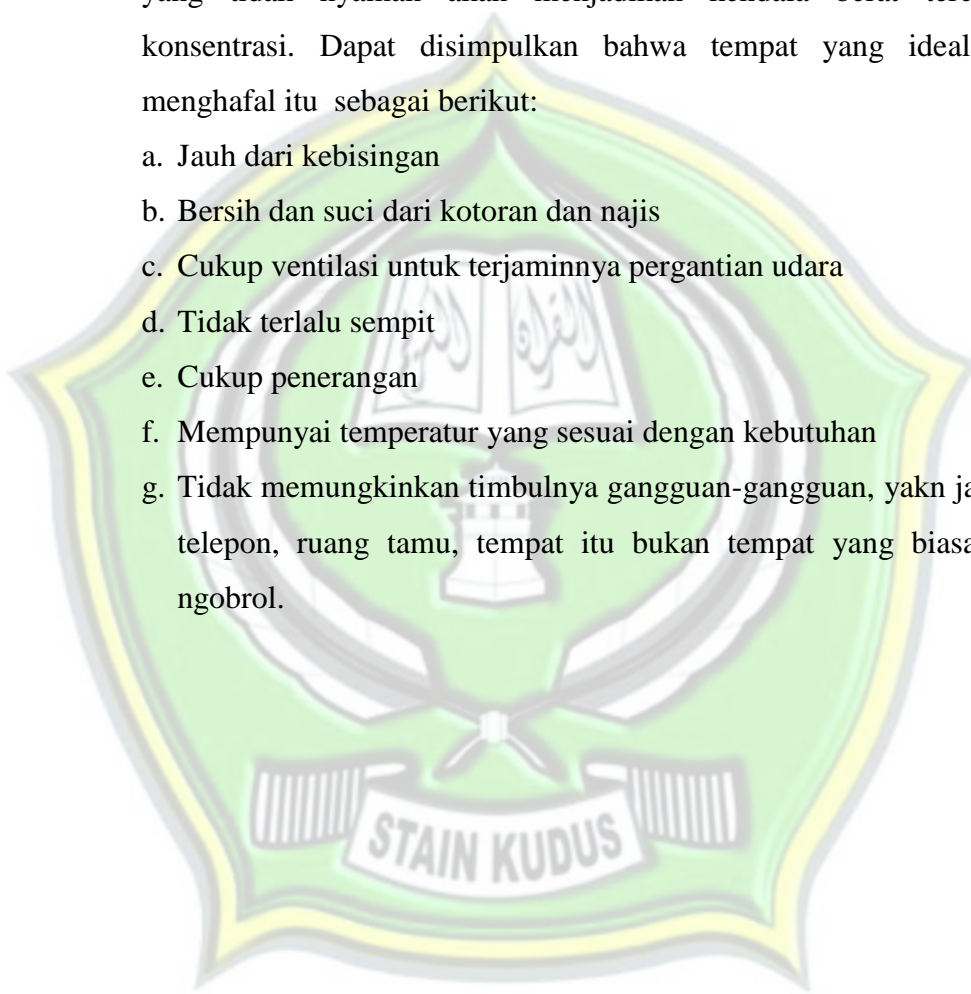 konsentrasi. Dapat disimpulkan bahwa tempat yang ideal
menghafal itu sebagai berikut:
a. Jauh dari kebisingan
b. Bersih dan suci dari kotoran dan najis
c. Cukup ventilasi untuk terjaminnya pergantian udara
d. Tidak terlalu sempit
e. Cukup penerangan
f. Mempunyai temperatur yang sesuai dengan kebutuhan
g. Tidak memungkinkan timbulnya gangguan-gangguan, yakn
telepon, ruang tamu, tempat itu bukan tempat yang biasa
ngobrol.
STAIN KUDUS